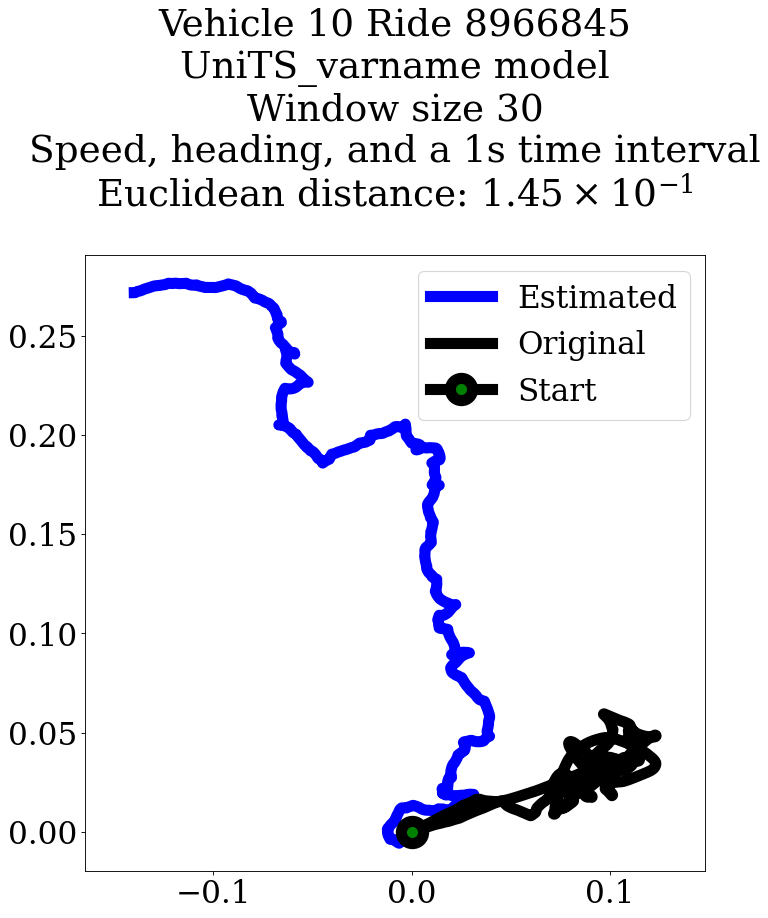 Vehicle 10 Ride 8966845
UniTS_varname model
Window size 30
Speed, heading, and a 1s time interval
Euclidean distance: 1.45 × 10⁻¹
Estimated
Original
Start
0.25
0.20
0.15
0.10
0.05
0.00
−0.1
0.0
0.1